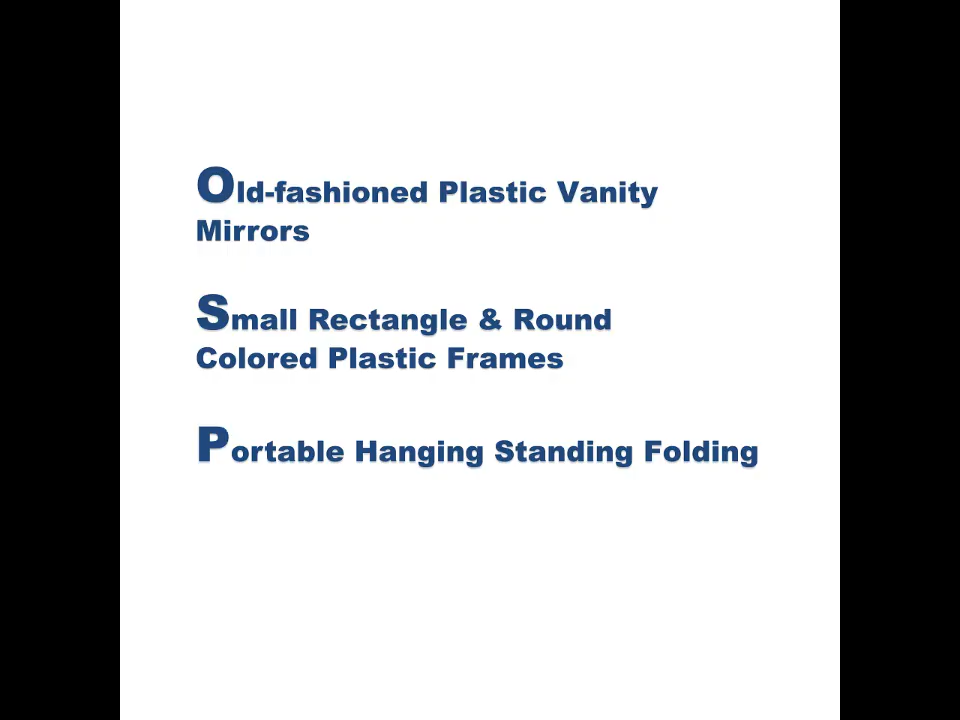 Old-fashioned Plastic Vanity
Mirrors
Small Rectangle & Round
Colored Plastic Frames
Portable Hanging Standing Folding